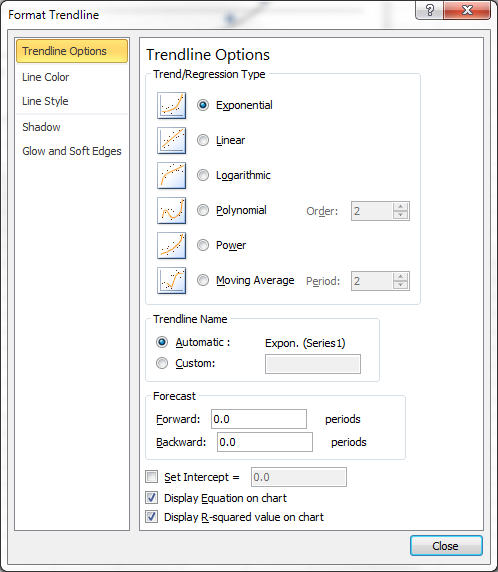 Format Trendline
Trendline Options
Line Color
Line Style
Shadow
Glow and Soft Edges
Trendline Options
Trend/Regression Type
Exponential
Linear
Logarithmic
Polynomial Order: 2
Power
Moving Average Period: 2
Trendline Name
Automatic : Expon. (Series1)
Custom:
Forecast
Forward: 0.0 periods
Backward: 0.0 periods
Set Intercept = 0.0
Display Equation on chart
Display R-squared value on chart
Close